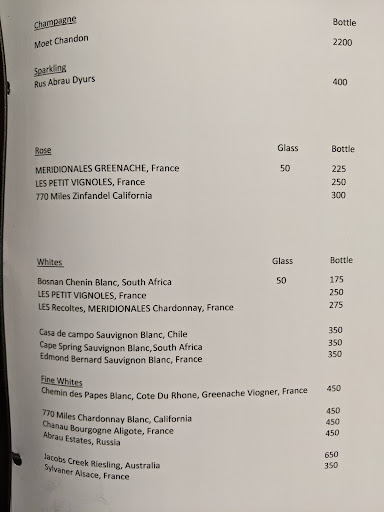 Champagne Bottle
Moet Chandon 2200
Sparkling
Rus Abrau Dyurs 400
Rose Glass Bottle
MERIDIONALES GREENACHE, France 50 225
LES PETIT VIGNOLES, France 250
770 Miles Zinfandel California 300
Whites Glass Bottle
Bosnan Chenin Blanc, South Africa 50 175
LES PETIT VIGNOLES, France 250
LES Recoltes, MERIDIONALES Chardonnay, France 275
Casa de campo Sauvignon Blanc, Chile 350
Cape Spring Sauvignon Blanc,South Africa 350
Edmond Bernard Sauvignon Blanc, France 350
Fine Whites
Chemin des Papes Blanc, Cote Du Rhone, Greenache Viogner, France 450
770 Miles Chardonnay Blanc, California 450
Chanau Bourgogne Aligote, France 450
Abrau Estates, Russia 450
Jacobs Creek Riesling, Australia 650
Sylvaner Alsace, France 350